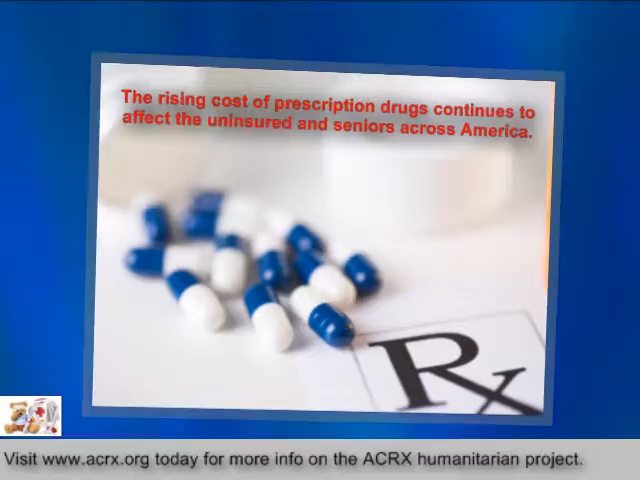 The rising cost of prescription drugs continues to
affect the uninsured and seniors across America.
Rx
Visit www.acrx.org today for more info on the ACRX humanitarian project.